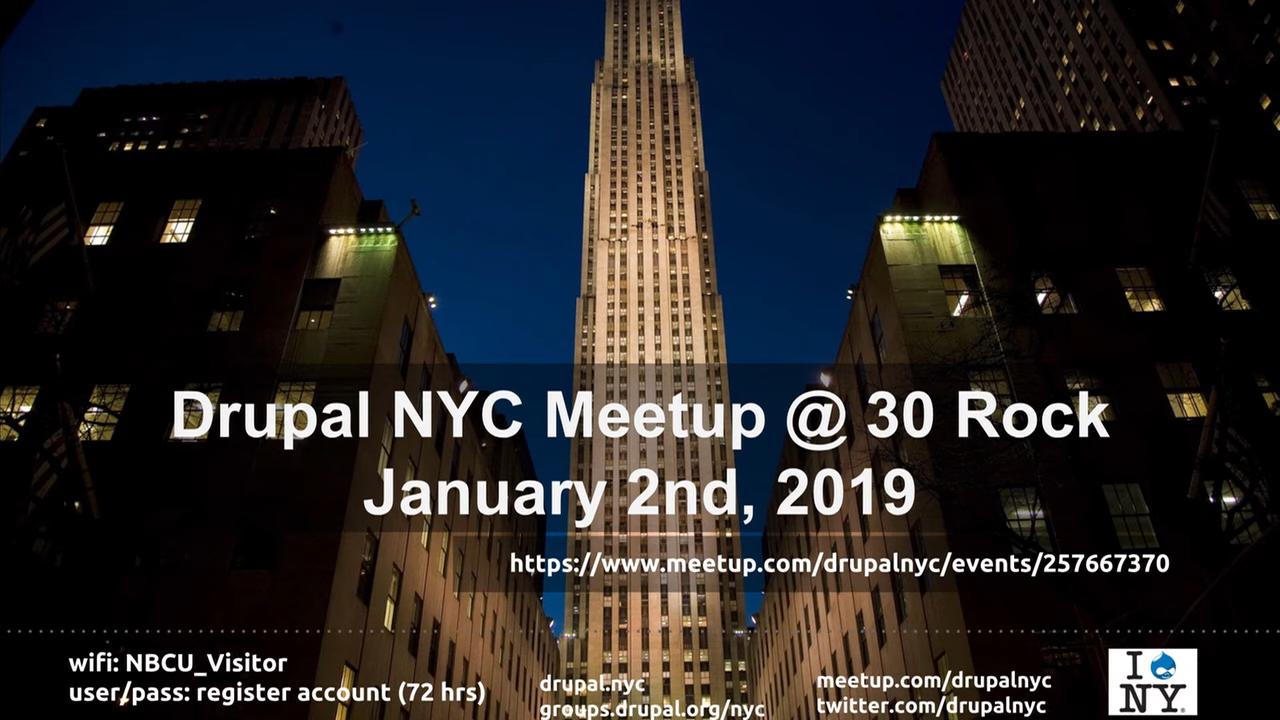 Drupal NYC Meetup @ 30 Rock
January 2nd, 2019
https://www.meetup.com/drupalnyc/events/257667370
wifi: NBCU_Visitor
user/pass: register account (72 hrs)
drupal.nyc
groups.drupal.org/nyc
meetup.com/drupalnyc
twitter.com/drupalnyc
I
NY